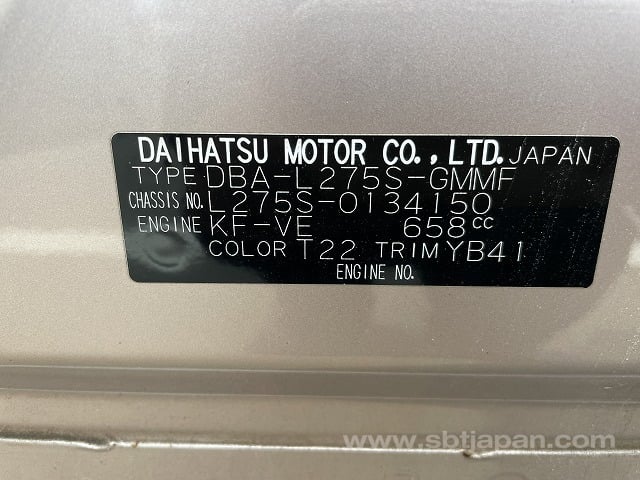 DAIHATSU MOTOR CO., LTD. JAPAN
TYPE DBA-L275S-GMMF
CHASSIS NO. L275S-0134150
ENGINE KF-VE 658cc
COLOR T22 TRIM YB41
ENGINE NO.
www.sbtjapan.com